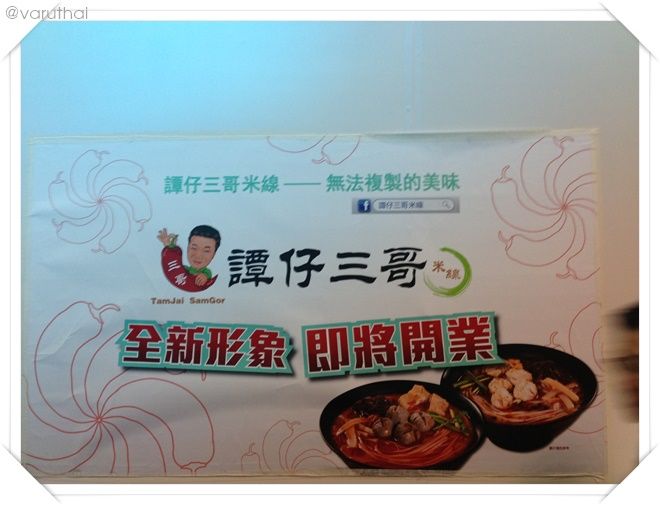 @varuthai
譚仔三哥米線——無法複製的美味
f 譚仔三哥米線
三哥
譚仔三哥 米線
TamJai SamGor
全新形象 即將開業